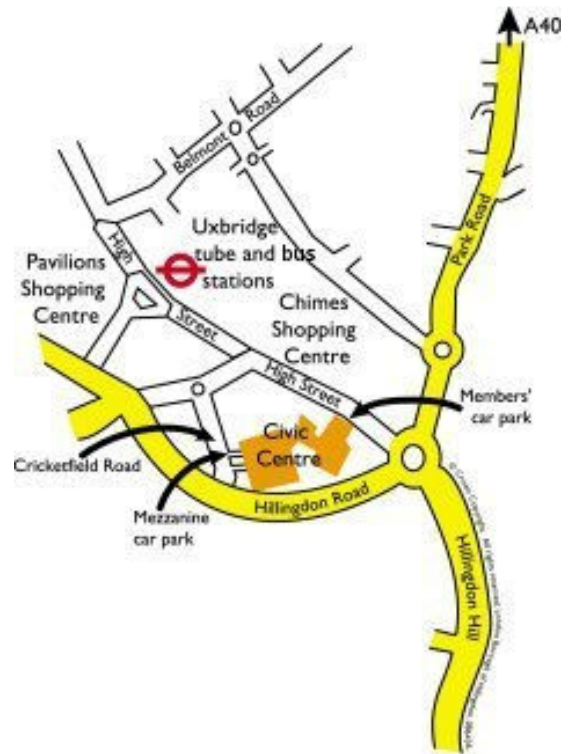 A40
Belmont Road
Park Road
Uxbridge
tube and bus
stations
High Street
Pavilions
Shopping
Centre
Chimes
Shopping
Centre
High Street
Members'
car park
Civic
Centre
Cricketfield Road
Mezzanine
car park
Hillingdon Road
Hillingdon Hill